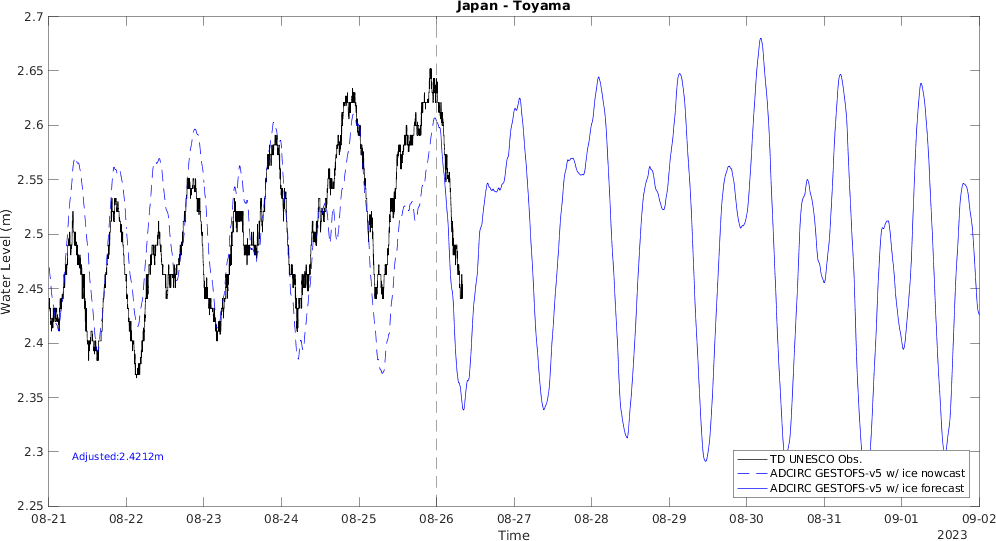 Japan - Toyama
2.7
2.65
2.6
2.55
2.5
2.45
2.4
2.35
2.3
2.25
Water Level (m)
Adjusted:2.4212m
TD UNESCO Obs.
ADCIRC GESTOFS-v5 w/ ice nowcast
ADCIRC GESTOFS-v5 w/ ice forecast
08-21 08-22 08-23 08-24 08-25 08-26 08-27 08-28 08-29 08-30 08-31 09-01 09-02
Time
2023